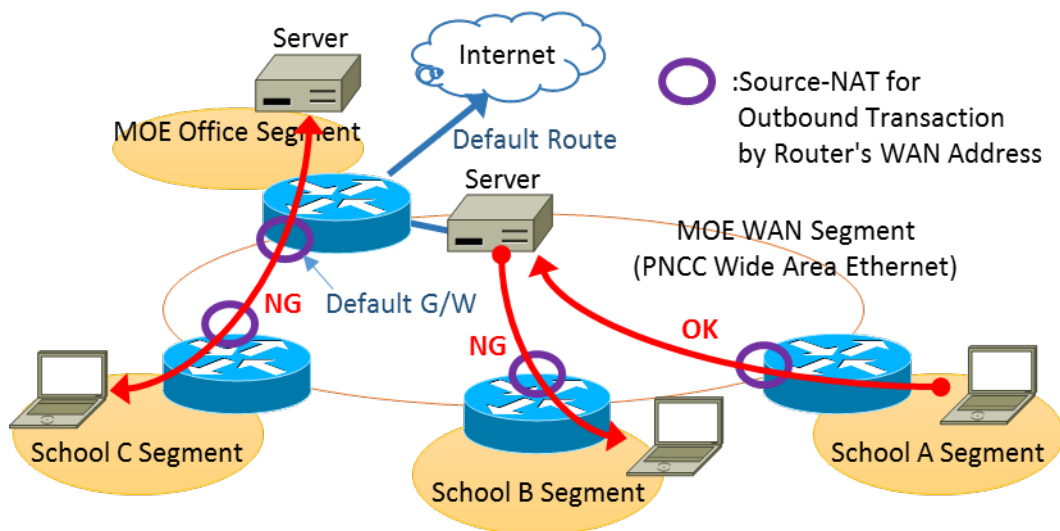 Server
Internet
:Source-NAT for
Outbound Transaction
by Router's WAN Address
MOE Office Segment
Default Route
Server
MOE WAN Segment
(PNCC Wide Area Ethernet)
Default G/W
NG
NG
OK
School C Segment
School B Segment
School A Segment